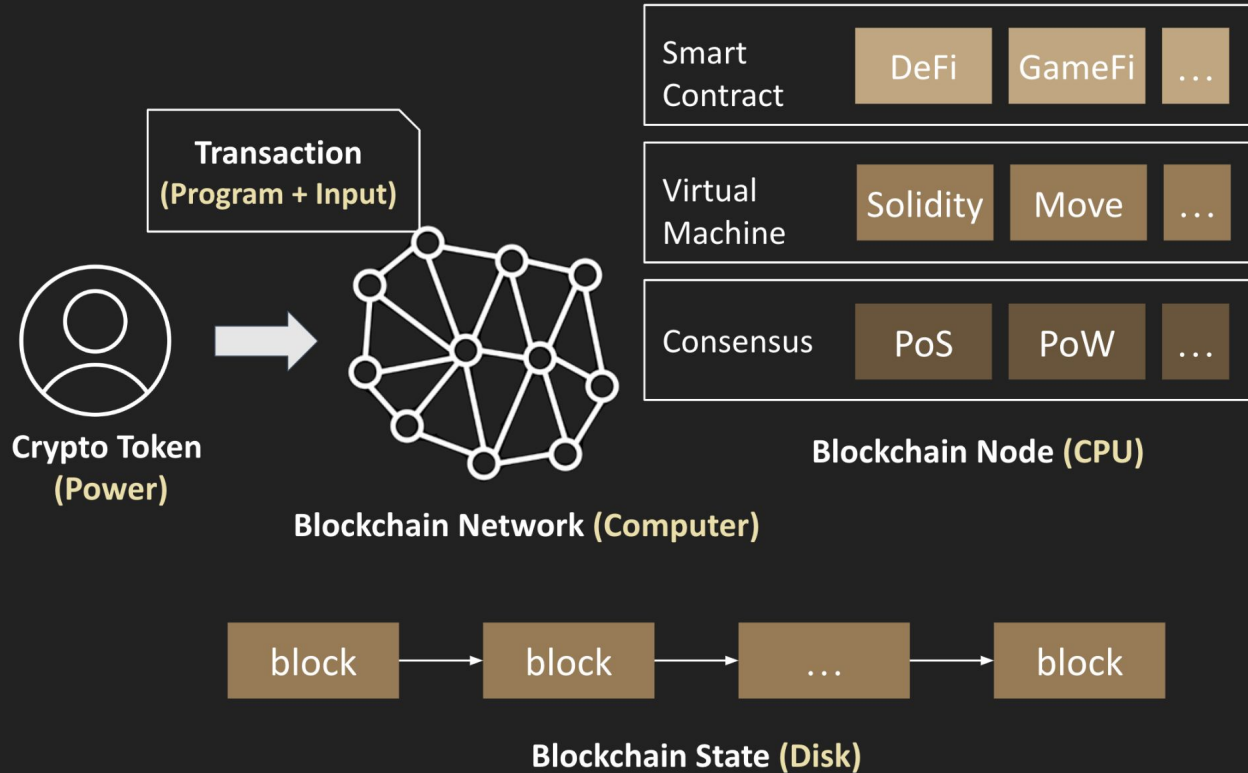 Transaction
(Program + Input)
Crypto Token
(Power)
Blockchain Network (Computer)
Smart
Contract
DeFi
GameFi
...
Virtual
Machine
Solidity
Move
...
Consensus
PoS
PoW
...
Blockchain Node (CPU)
block
block
...
block
Blockchain State (Disk)